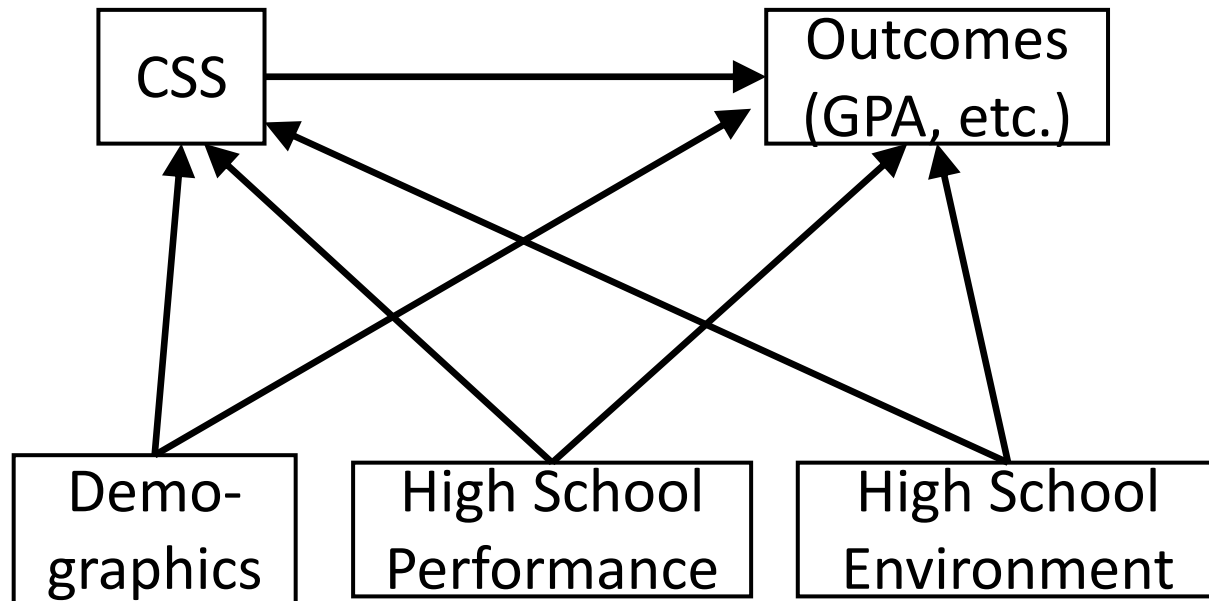 CSS
Outcomes
(GPA, etc.)
Demo-
graphics
High School
Performance
High School
Environment